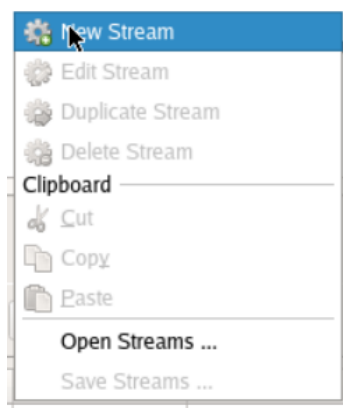 New Stream
Edit Stream
Duplicate Stream
Delete Stream
Clipboard
Cut
Copy
Paste
Open Streams ...
Save Streams ...